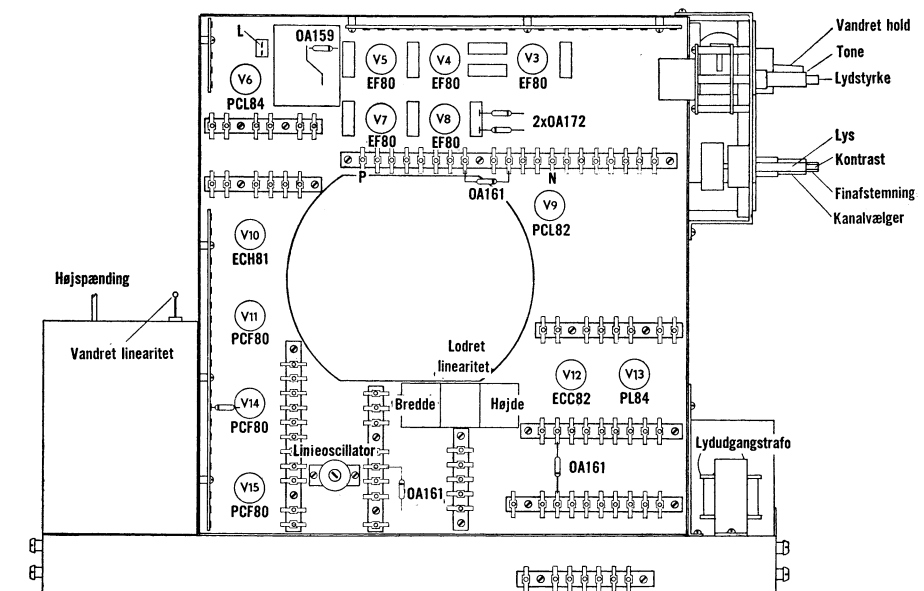 L
OA159
V6
PCL84
V5
EF80
V4
EF80
V3
EF80
V7
EF80
V8
EF80
2xOA172
P
N
OA161
V9
PCL82
Vandret hold
Tone
Lydstyrke
Lys
Kontrast
Finafstemning
Kanalvælger
V10
ECH81
Højspænding
Vandret linearitet
V11
PCF80
Lodret
linearitet
Bredde
Højde
V12
ECC82
V13
PL84
V14
PCF80
Linieoscillator
OA161
OA161
Lydudgangstrafo
V15
PCF80